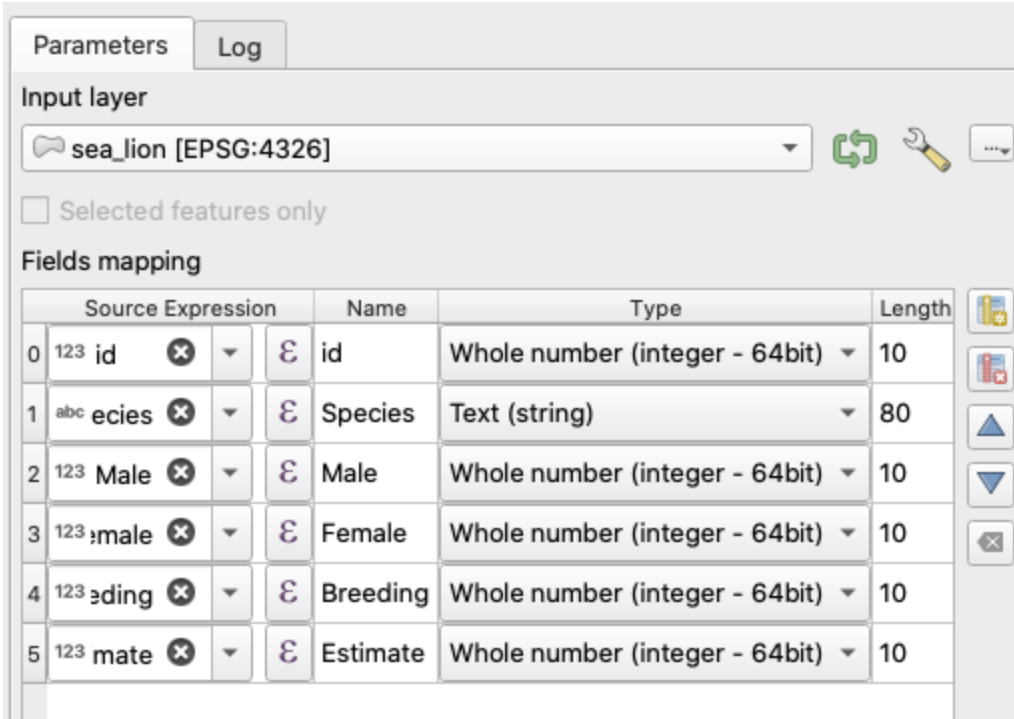 Parameters Log
Input layer
sea_lion [EPSG:4326]
...
Selected features only
Fields mapping
Source Expression Name Type Length
0 123 id ε id Whole number (integer - 64bit) 10
1 abc ecies ε Species Text (string) 80
2 123 Male ε Male Whole number (integer - 64bit) 10
3 123 emale ε Female Whole number (integer - 64bit) 10
4 123 eding ε Breeding Whole number (integer - 64bit) 10
5 123 mate ε Estimate Whole number (integer - 64bit) 10